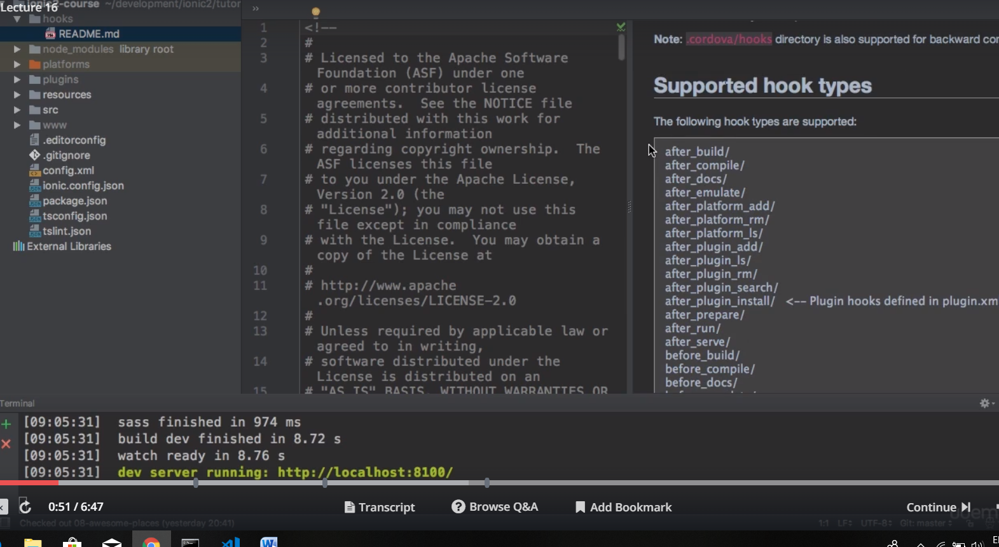 Lecture 16
ionic2-course ~/development/ionic2/tutor
hooks
README.md
node_modules library root
platforms
plugins
resources
src
www
.editorconfig
.gitignore
config.xml
ionic.config.json
package.json
tsconfig.json
tslint.json
External Libraries
1 <!--
2 #
3 # Licensed to the Apache Software
Foundation (ASF) under one
4 # or more contributor license
agreements.  See the NOTICE file
5 # distributed with this work for
additional information
6 # regarding copyright ownership.  The
ASF licenses this file
7 # to you under the Apache License,
Version 2.0 (the
8 # "License"); you may not use this
file except in compliance
9 # with the License.  You may obtain a
copy of the License at
10 #
11 # http://www.apache
.org/licenses/LICENSE-2.0
12 #
13 # Unless required by applicable law or
agreed to in writing,
14 # software distributed under the
License is distributed on an
15 # "AS IS" BASIS, WITHOUT WARRANTIES OR
Note: .cordova/hooks directory is also supported for backward con
Supported hook types
The following hook types are supported:
after_build/
after_compile/
after_docs/
after_emulate/
after_platform_add/
after_platform_rm/
after_platform_ls/
after_plugin_add/
after_plugin_ls/
after_plugin_rm/
after_plugin_search/
after_plugin_install/ <-- Plugin hooks defined in plugin.xm
after_prepare/
after_run/
after_serve/
before_build/
before_compile/
before_docs/
Terminal
[09:05:31] sass finished in 974 ms
[09:05:31] build dev finished in 8.72 s
[09:05:31] watch ready in 8.76 s
[09:05:31] dev server running: http://localhost:8100/
0:51 / 6:47
Transcript
Browse Q&A
Add Bookmark
Continue
Checked out 08-awesome-places (yesterday 20:41)
1:1 LF UTF-8 Git: master